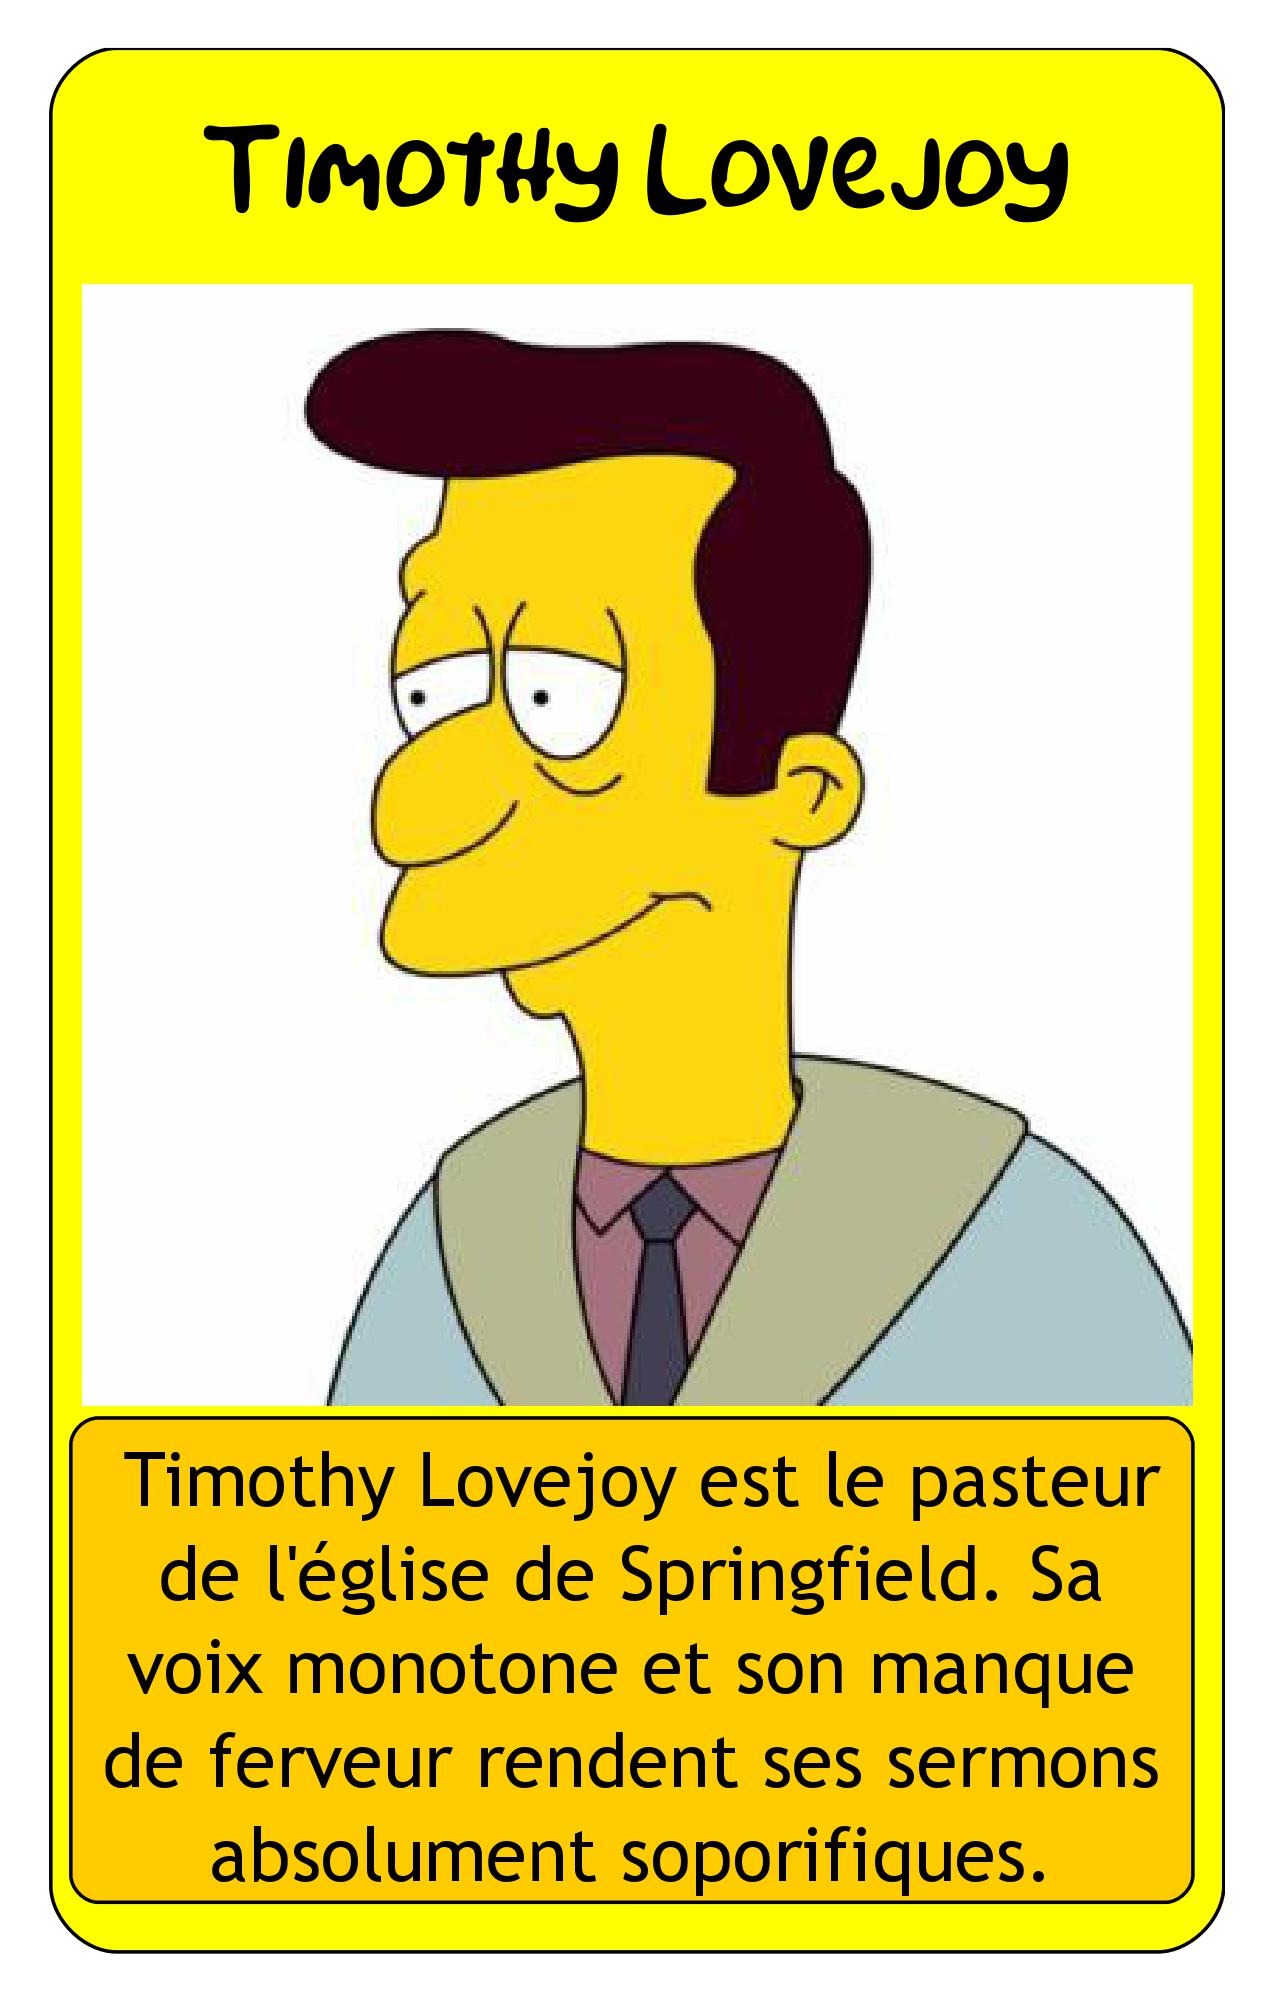 Timothy Lovejoy
Timothy Lovejoy est le pasteur
de l'église de Springfield. Sa
voix monotone et son manque
de ferveur rendent ses sermons
absolument soporifiques.